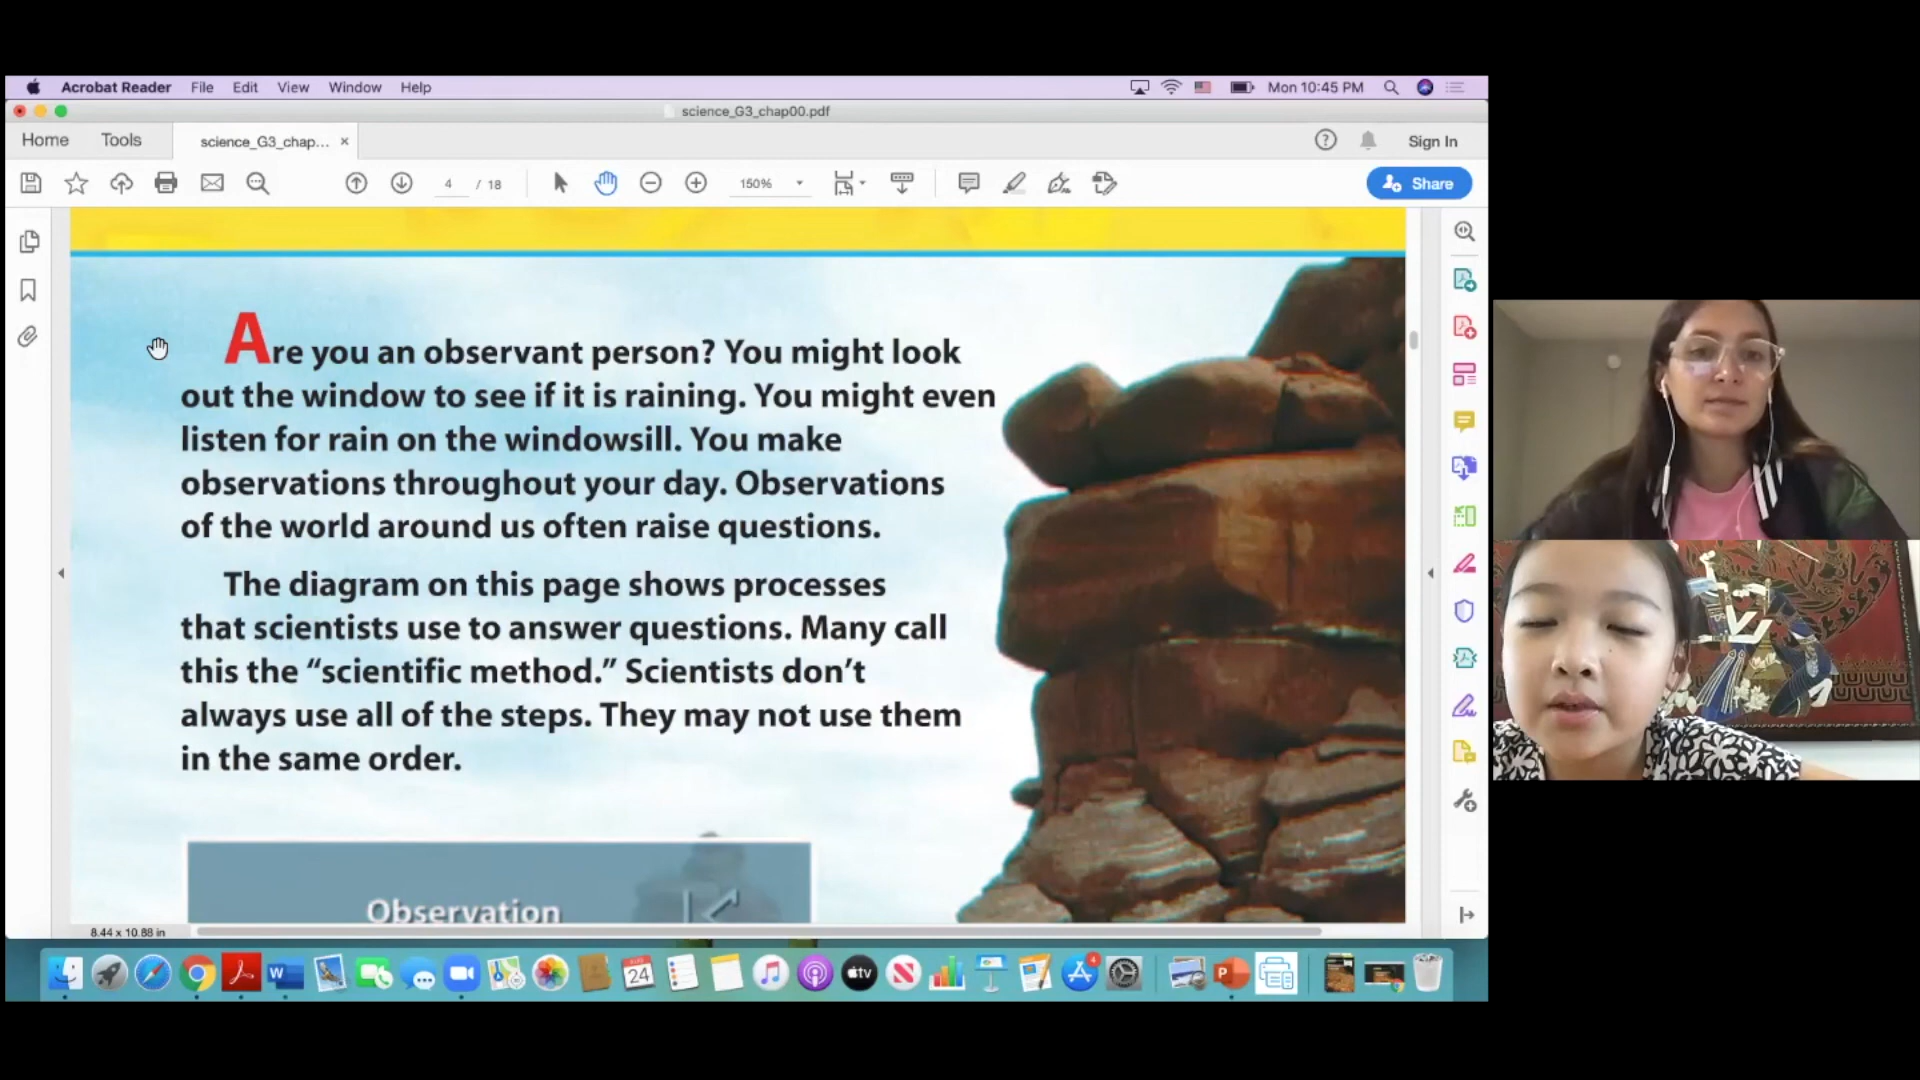 Acrobat Reader File Edit View Window Help Mon 10:45 PM
science_G3_chap00.pdf
Home Tools science_G3_chap... × Sign In
4 / 18 150% Share
Are you an observant person? You might look
out the window to see if it is raining. You might even
listen for rain on the windowsill. You make
observations throughout your day. Observations
of the world around us often raise questions.
The diagram on this page shows processes
that scientists use to answer questions. Many call
this the “scientific method.” Scientists don’t
always use all of the steps. They may not use them
in the same order.
Observation
8.44 x 10.88 in
AUG
24
tv
4
W
P